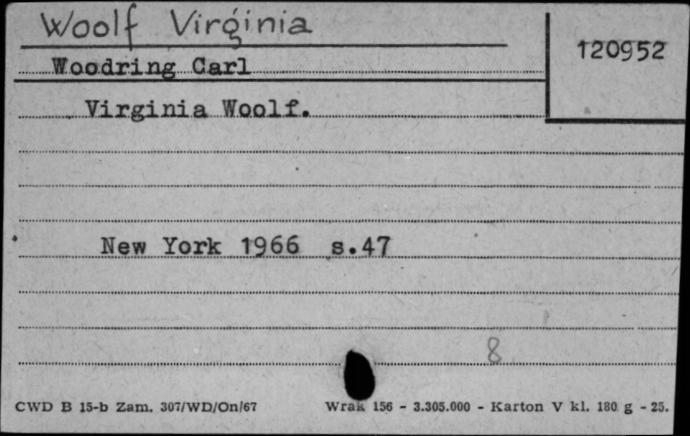 Woolf Virginia
120952
Woodring Carl
Virginia Woolf.
New York 1966 s.47
8
CWD B 15-b Zam. 307/WD/On/67 Wrak 156 - 3.305.000 - Karton V kl. 180 g - 25.